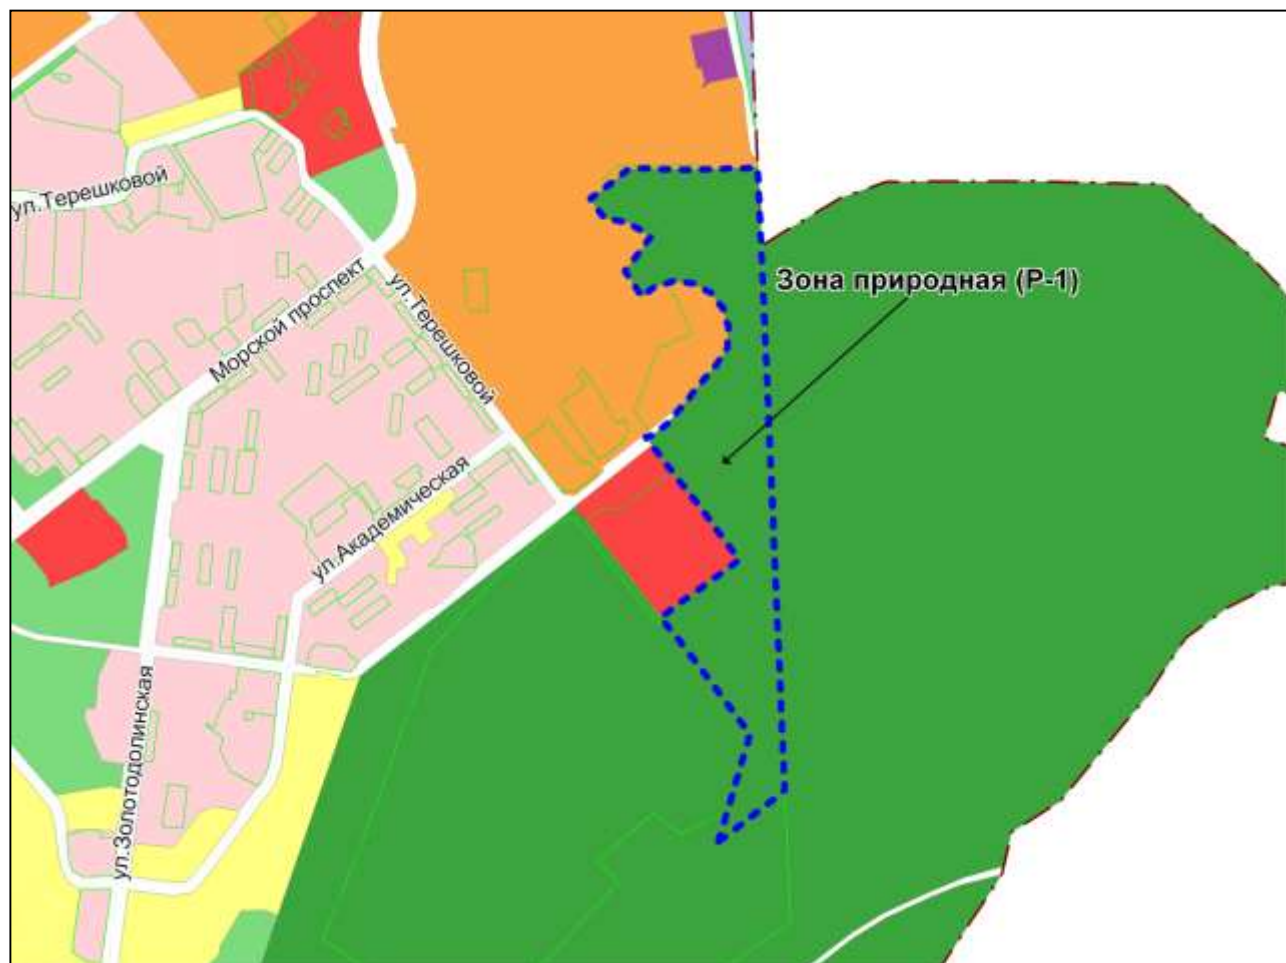 ул.Терешковой
Зона природная (Р-1)
Морской проспект
ул.Терешковой
ул.Академическая
ул.Золотодолинская